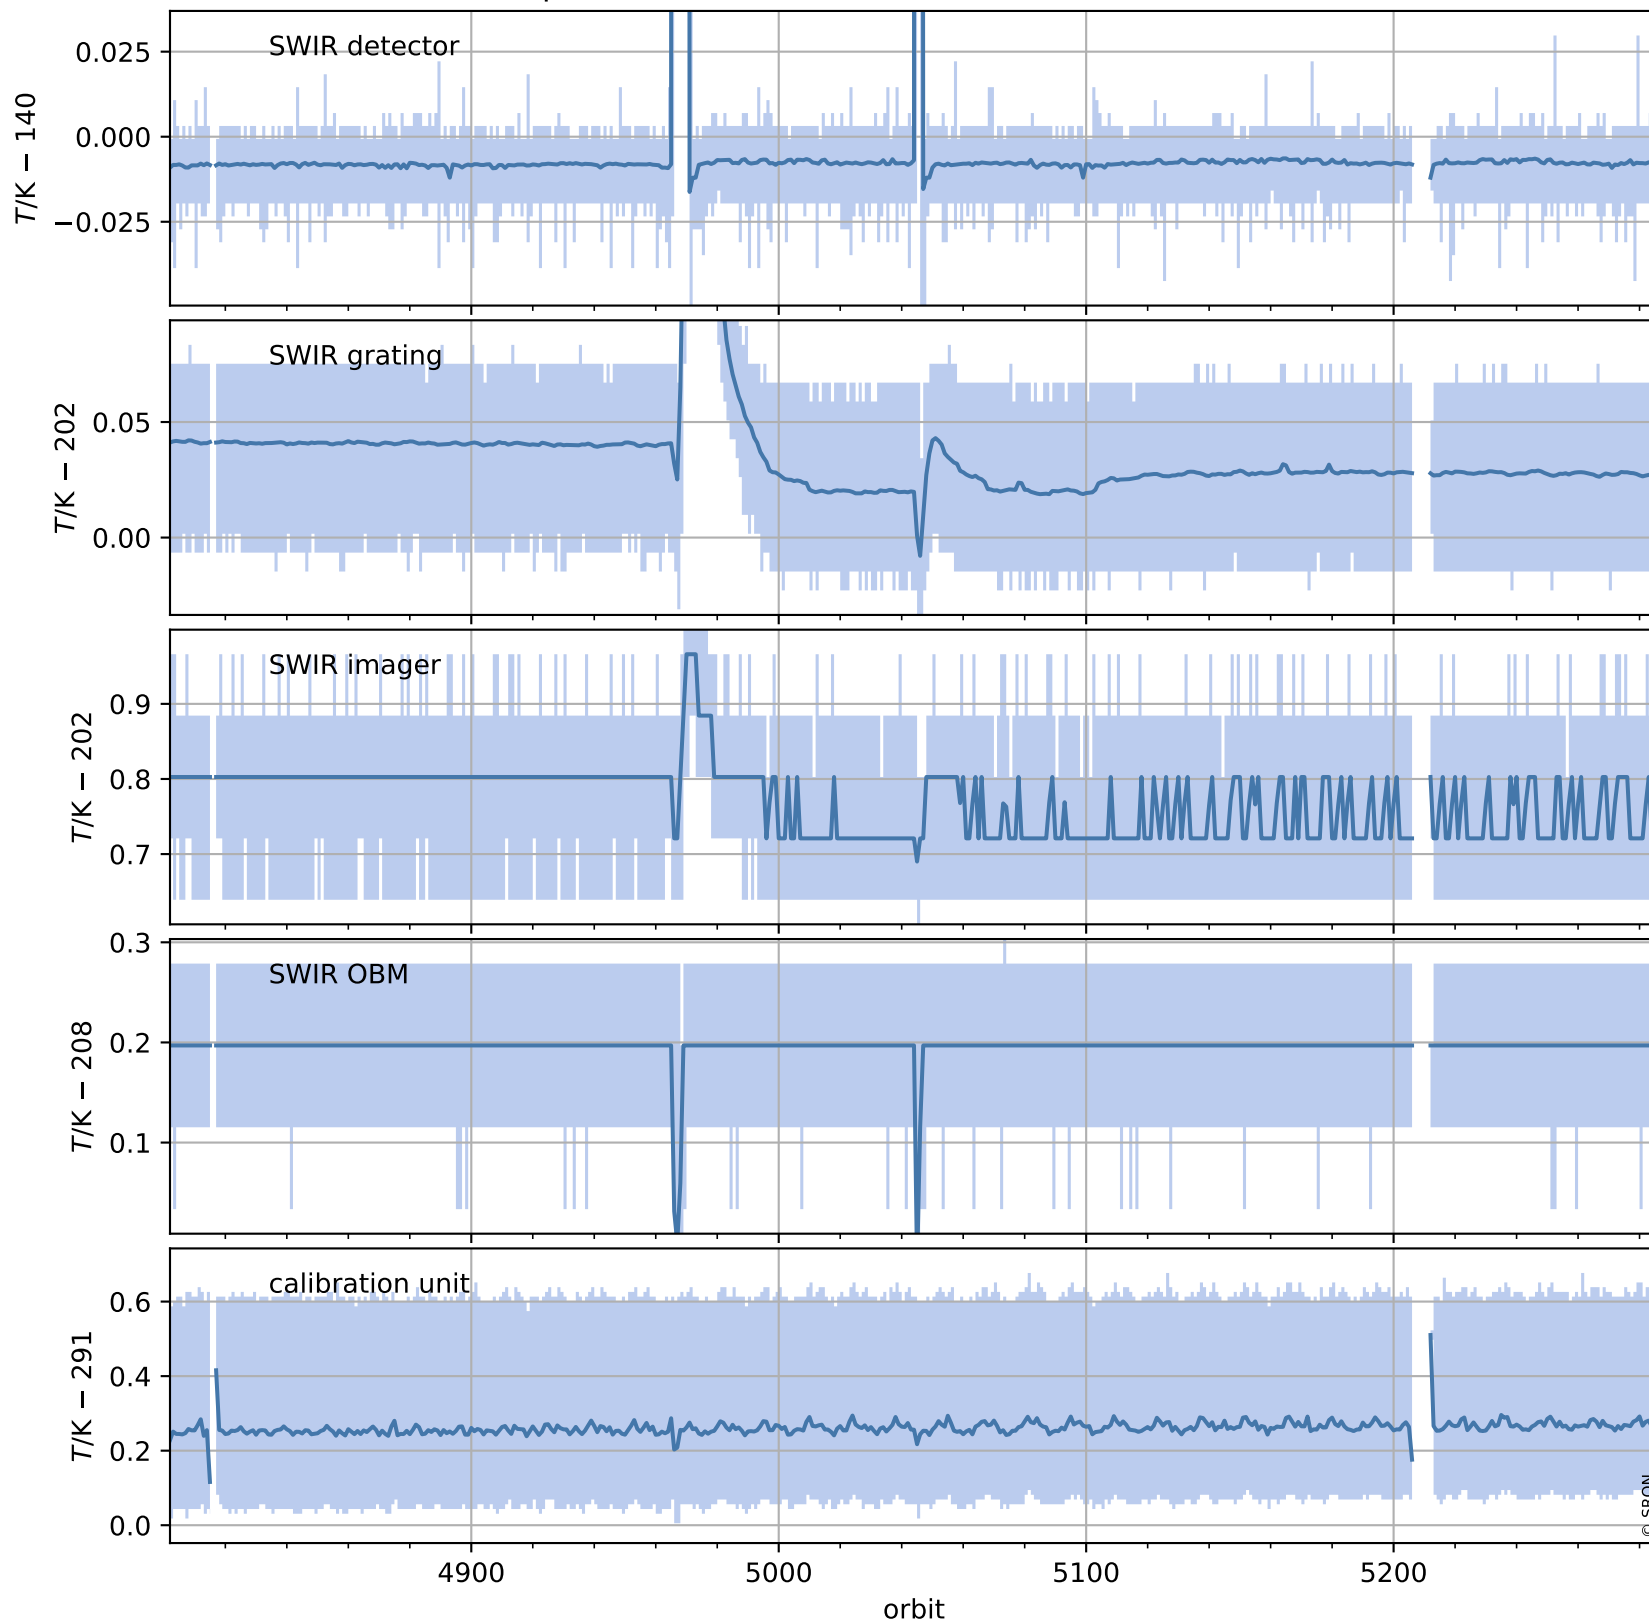 SWIR detector
0.025
0.000
−0.025
T/K − 140
SWIR grating
0.05
0.00
T/K − 202
SWIR imager
0.9
0.8
0.7
T/K − 202
SWIR OBM
0.3
0.2
0.1
T/K − 208
calibration unit
0.6
0.4
0.2
0.0
T/K − 291
4900 5000 5100 5200
orbit
© SRON